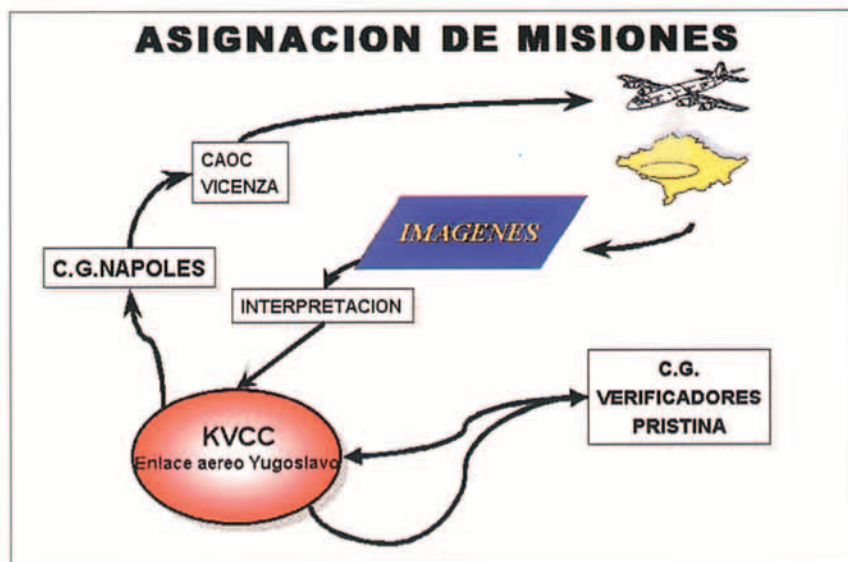 ASIGNACION DE MISIONES
CAOC
VICENZA
IMAGENES
C.G.NAPOLES
INTERPRETACION
C.G.
VERIFICADORES
PRISTINA
KVCC
Enlace aereo Yugoslavo